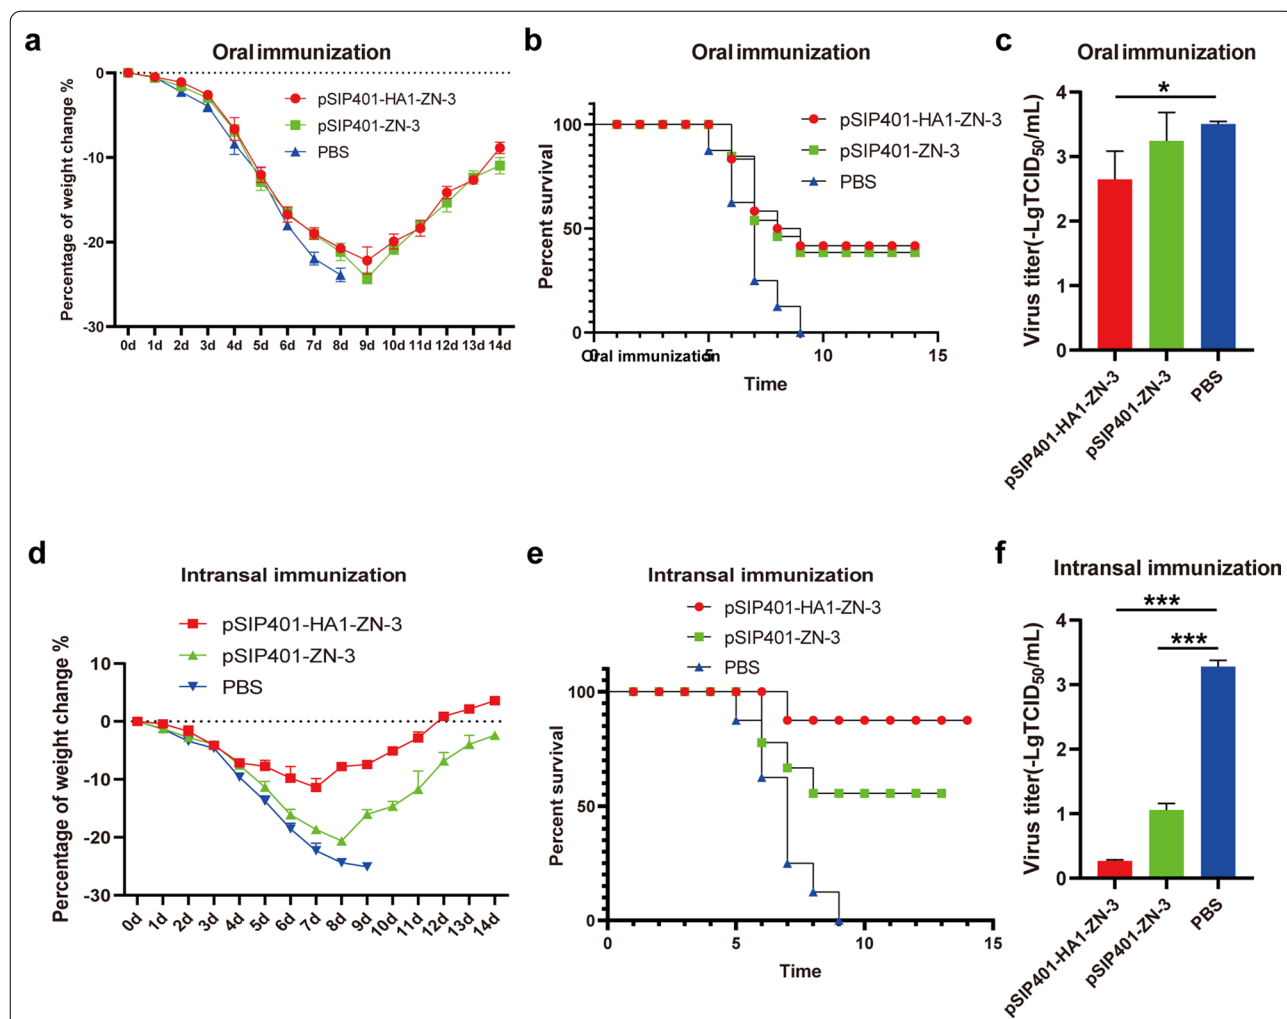 a
Oral immunization
Percentage of weight change %
0
-10
-20
-30
pSIP401-HA1-ZN-3
pSIP401-ZN-3
PBS
0d 1d 2d 3d 4d 5d 6d 7d 8d 9d 10d 11d 12d 13d 14d
b
Oral immunization
Percent survival
100
50
0
pSIP401-HA1-ZN-3
pSIP401-ZN-3
PBS
0 5 10 15
Oral immunization
Time
c
Oral immunization
Virus titer(-LgTCID50/mL)
4
3
2
1
0
*
pSIP401-HA1-ZN-3
pSIP401-ZN-3
PBS
d
Intransal immunization
pSIP401-HA1-ZN-3
pSIP401-ZN-3
PBS
Percentage of weight change %
10
0
-10
-20
-30
0d 1d 2d 3d 4d 5d 6d 7d 8d 9d 10d 11d 12d 13d 14d
e
Intransal immunization
pSIP401-HA1-ZN-3
pSIP401-ZN-3
PBS
Percent survival
100
50
0
0 5 10 15
Time
f
Intransal immunization
Virus titer(-LgTCID50/mL)
4
3
2
1
0
***
***
pSIP401-HA1-ZN-3
pSIP401-ZN-3
PBS